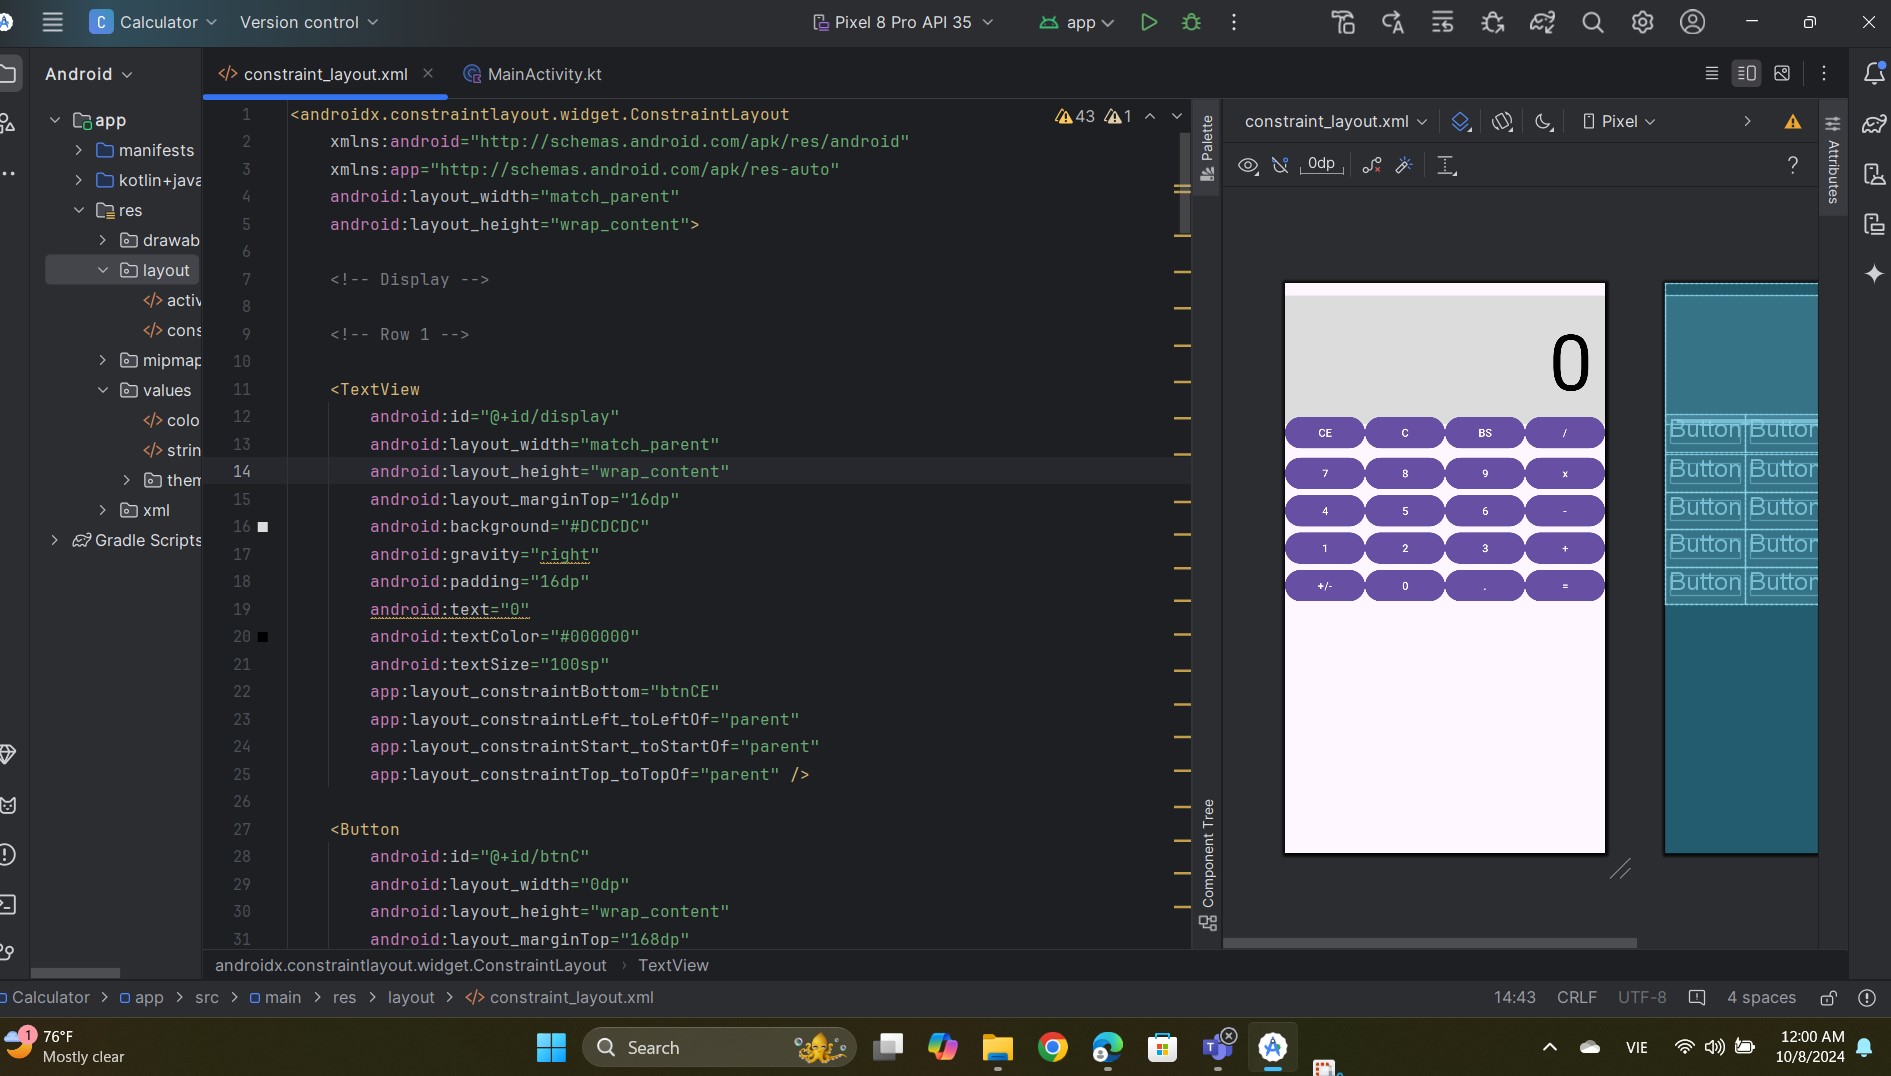 C Calculator Version control Pixel 8 Pro API 35 app
Android constraint_layout.xml MainActivity.kt
app
manifests
kotlin+java
res
drawab
layout
activ
cons
mipmap
values
colo
strin
them
xml
Gradle Scripts
43 1
1 <androidx.constraintlayout.widget.ConstraintLayout
2 xmlns:android="http://schemas.android.com/apk/res/android"
3 xmlns:app="http://schemas.android.com/apk/res-auto"
4 android:layout_width="match_parent"
5 android:layout_height="wrap_content">
6
7 <!-- Display -->
8
9 <!-- Row 1 -->
10
11 <TextView
12 android:id="@+id/display"
13 android:layout_width="match_parent"
14 android:layout_height="wrap_content"
15 android:layout_marginTop="16dp"
16 android:background="#DCDCDC"
17 android:gravity="right"
18 android:padding="16dp"
19 android:text="0"
20 android:textColor="#000000"
21 android:textSize="100sp"
22 app:layout_constraintBottom="btnCE"
23 app:layout_constraintLeft_toLeftOf="parent"
24 app:layout_constraintStart_toStartOf="parent"
25 app:layout_constraintTop_toTopOf="parent" />
26
27 <Button
28 android:id="@+id/btnC"
29 android:layout_width="0dp"
30 android:layout_height="wrap_content"
31 android:layout_marginTop="168dp"
Palette
Component Tree
constraint_layout.xml Pixel
0dp ?
Attributes
0
CE C BS /
7 8 9 x
4 5 6 -
1 2 3 +
+/- 0 . =
Button Button
Button Button
Button Button
Button Button
Button Button
androidx.constraintlayout.widget.ConstraintLayout TextView
Calculator app src main res layout constraint_layout.xml 14:43 CRLF UTF-8 4 spaces
1
76°F
Mostly clear
Search
VIE
12:00 AM
10/8/2024